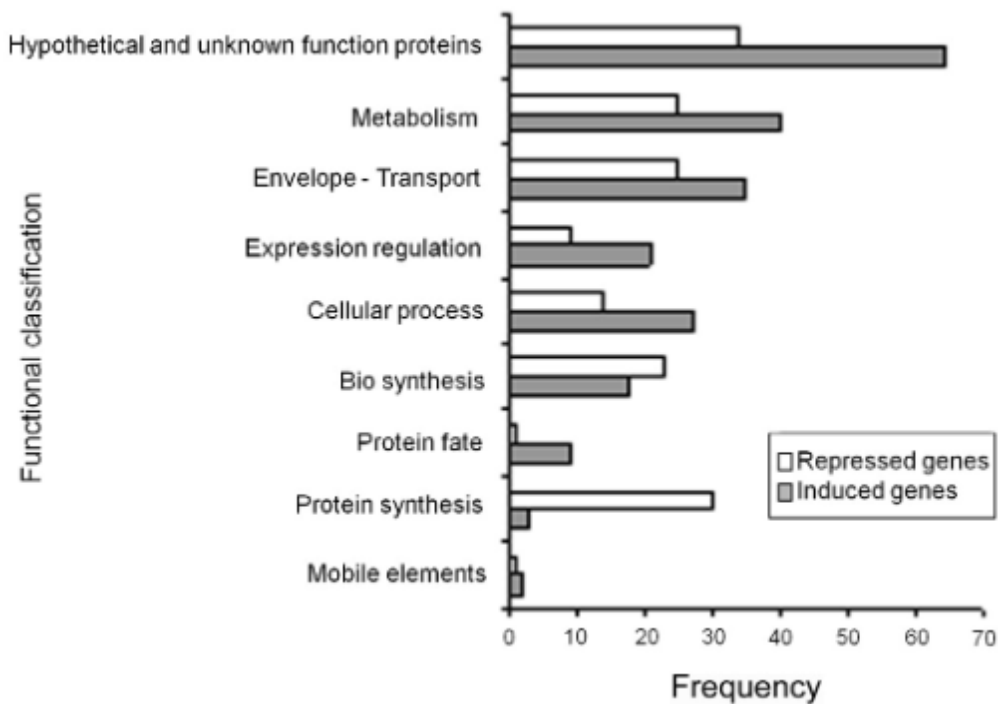 Functional classification
Hypothetical and unknown function proteins
Metabolism
Envelope - Transport
Expression regulation
Cellular process
Bio synthesis
Protein fate
Protein synthesis
Mobile elements
Repressed genes
Induced genes
0 10 20 30 40 50 60 70
Frequency